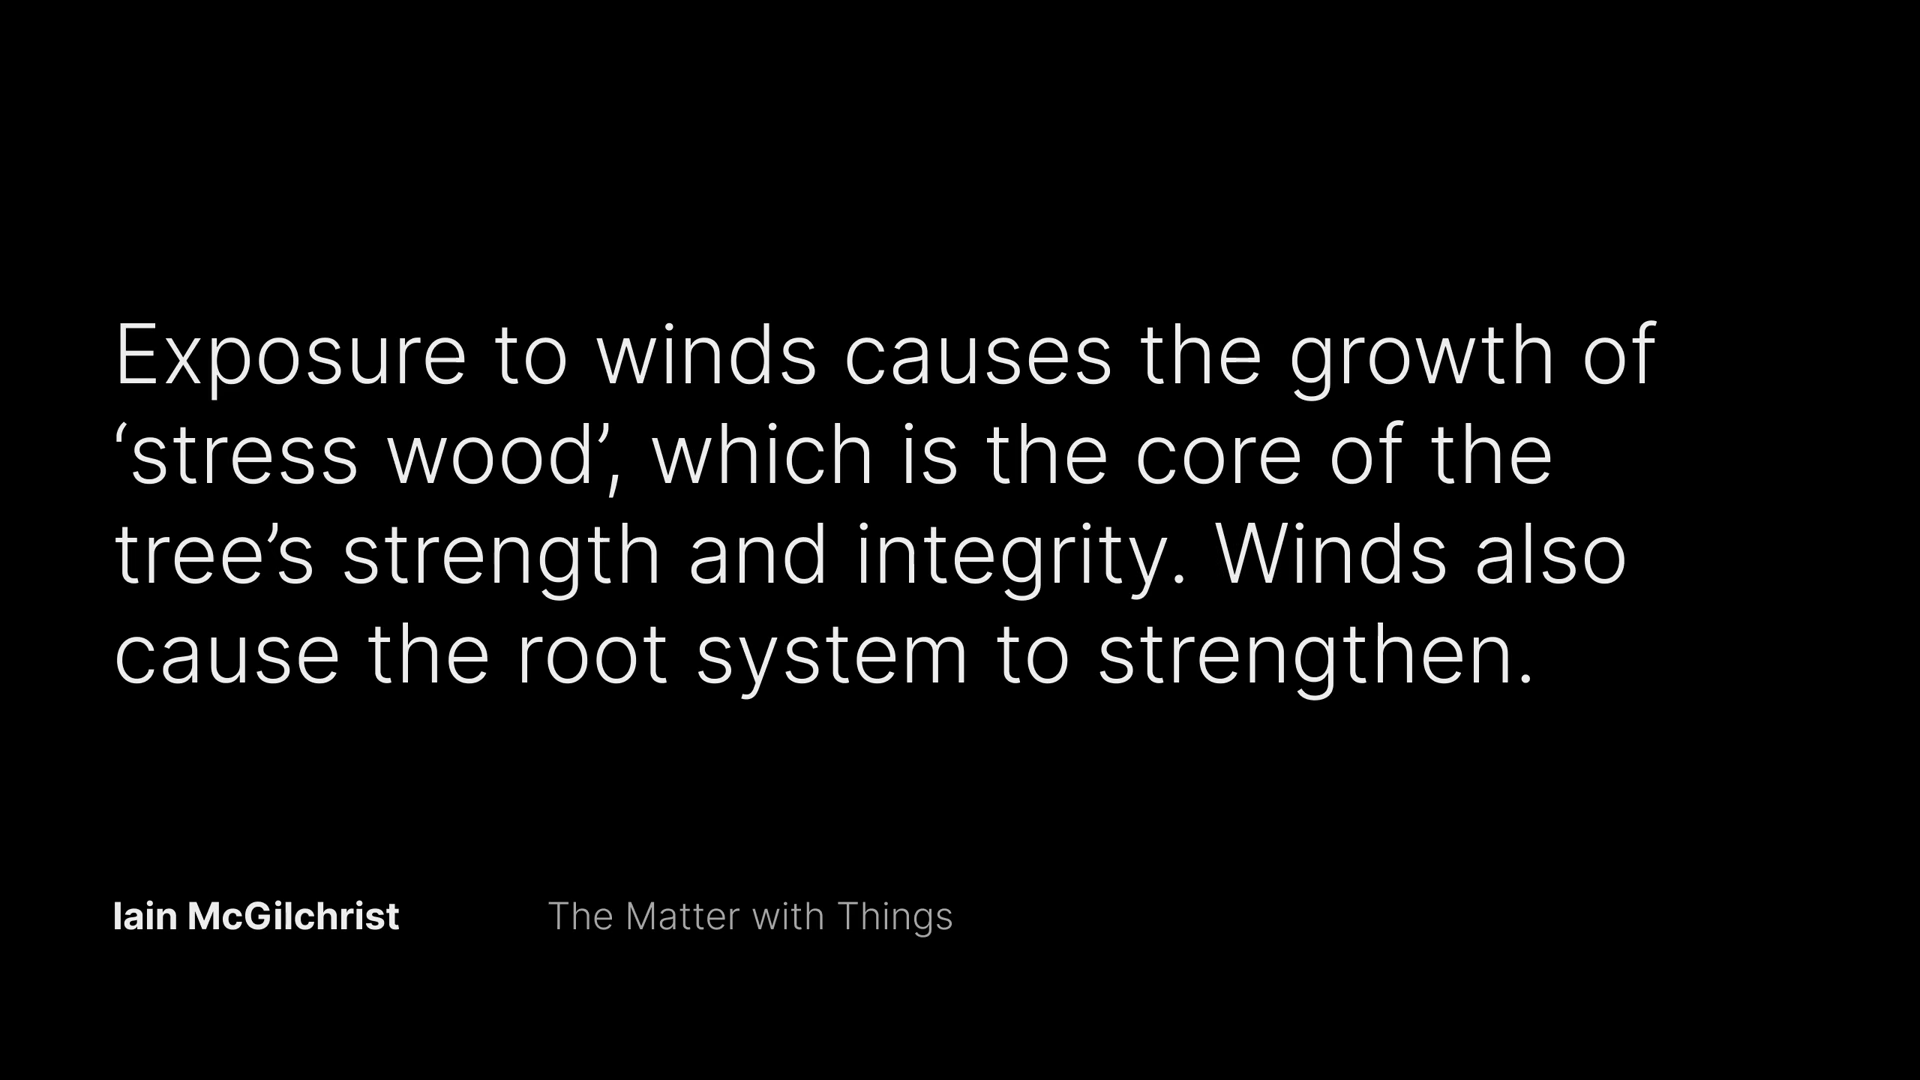 Exposure to winds causes the growth of
‘stress wood’, which is the core of the
tree’s strength and integrity. Winds also
cause the root system to strengthen.
Iain McGilchrist The Matter with Things